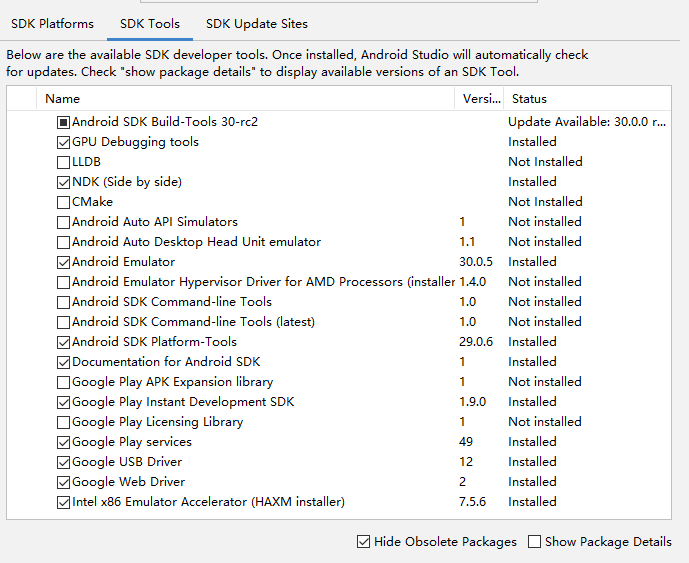 SDK Platforms SDK Tools SDK Update Sites
Below are the available SDK developer tools. Once installed, Android Studio will automatically check
for updates. Check "show package details" to display available versions of an SDK Tool.
Name Versi... Status
Android SDK Build-Tools 30-rc2 Update Available: 30.0.0 r...
GPU Debugging tools Installed
LLDB Not Installed
NDK (Side by side) Installed
CMake Not Installed
Android Auto API Simulators 1 Not installed
Android Auto Desktop Head Unit emulator 1.1 Not installed
Android Emulator 30.0.5 Installed
Android Emulator Hypervisor Driver for AMD Processors (installer 1.4.0 Not installed
Android SDK Command-line Tools 1.0 Not installed
Android SDK Command-line Tools (latest) 1.0 Not installed
Android SDK Platform-Tools 29.0.6 Installed
Documentation for Android SDK 1 Installed
Google Play APK Expansion library 1 Not installed
Google Play Instant Development SDK 1.9.0 Installed
Google Play Licensing Library 1 Not installed
Google Play services 49 Installed
Google USB Driver 12 Installed
Google Web Driver 2 Installed
Intel x86 Emulator Accelerator (HAXM installer) 7.5.6 Installed
Hide Obsolete Packages Show Package Details